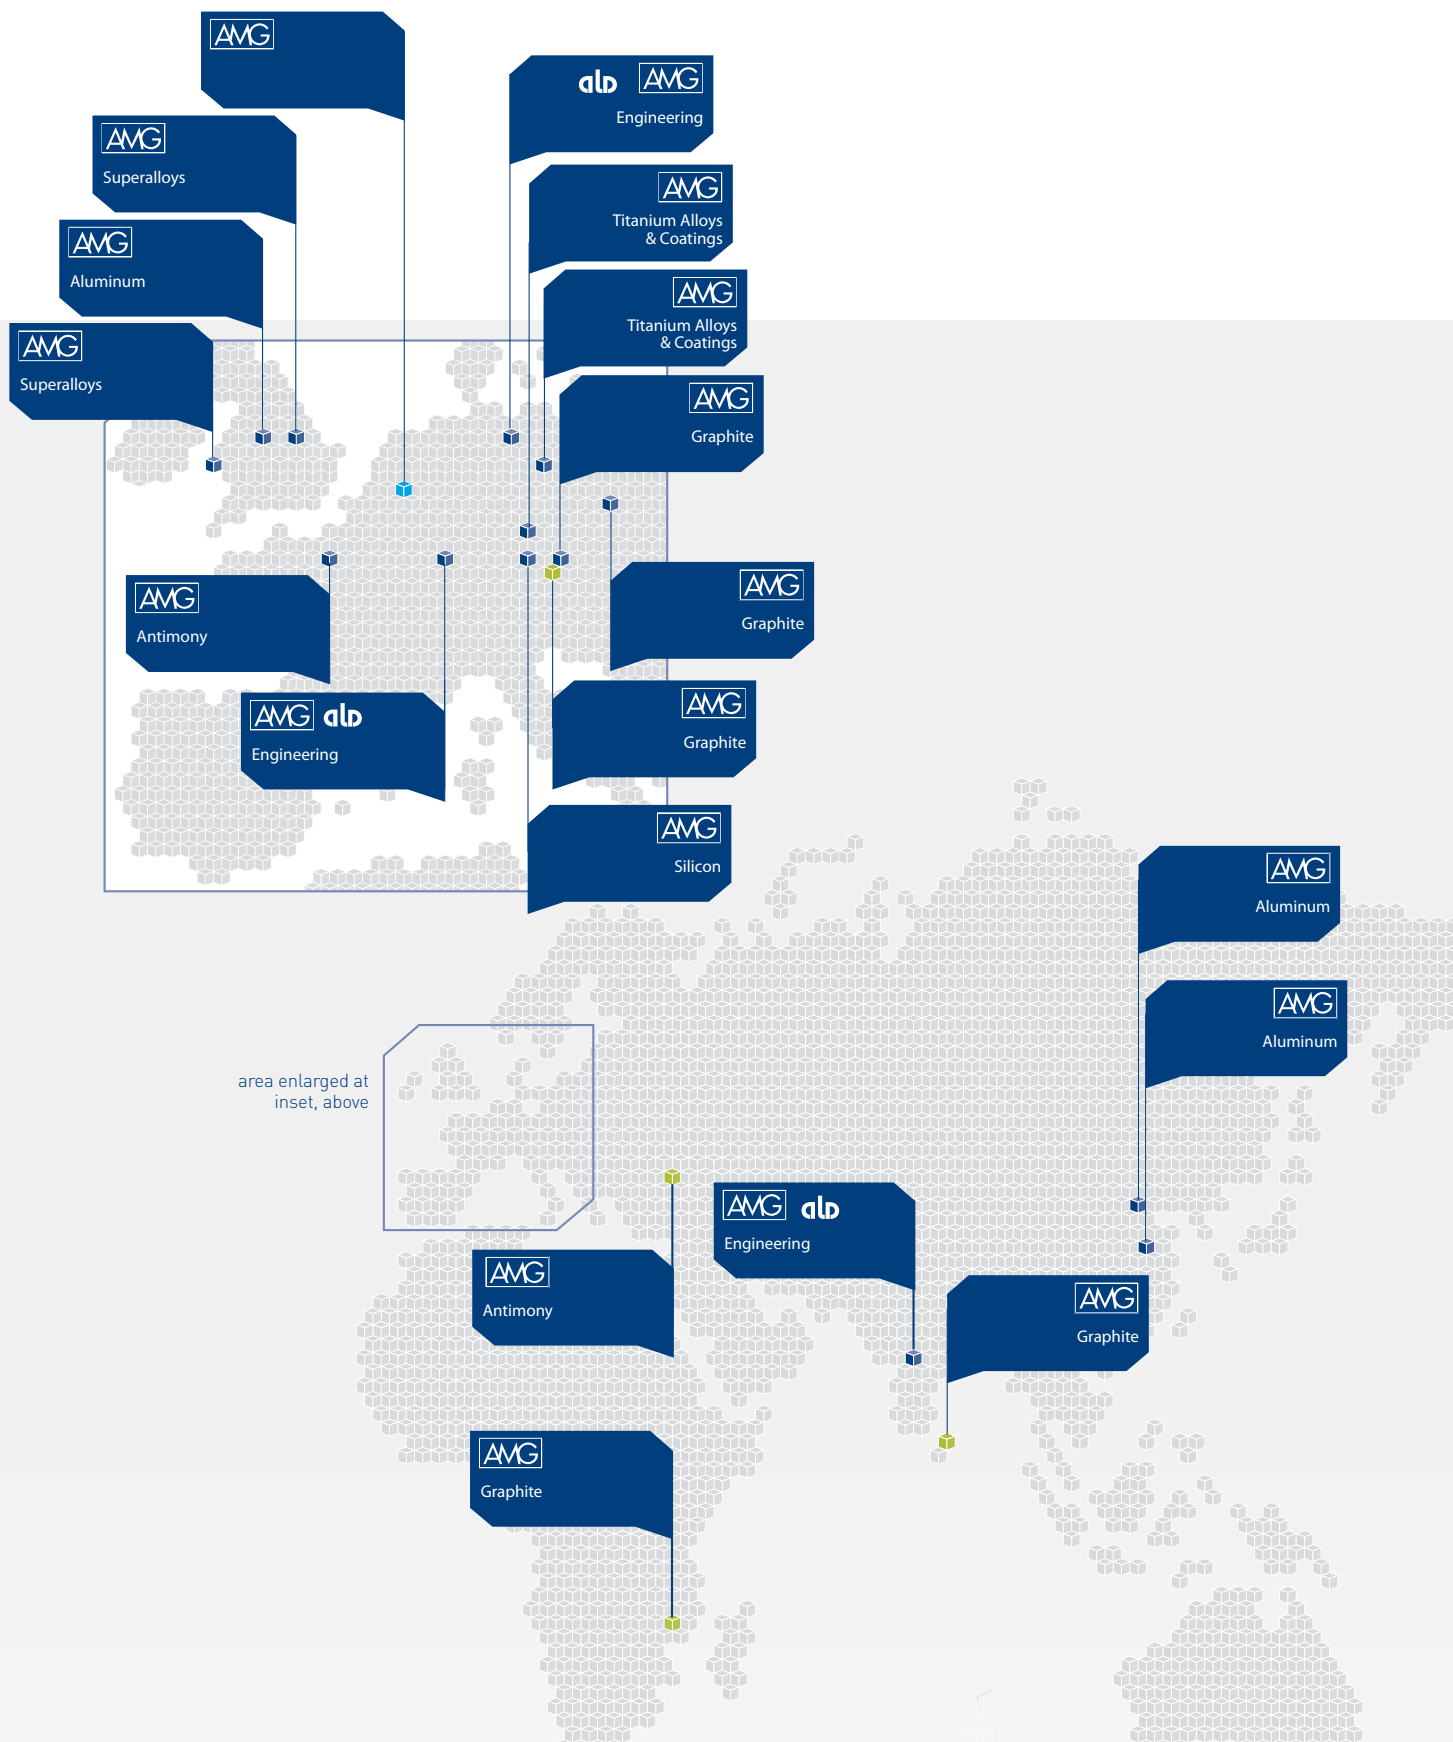 AMG
ald AMG
Engineering
AMG
Superalloys
AMG
Titanium Alloys
& Coatings
AMG
Aluminum
AMG
Titanium Alloys
& Coatings
AMG
Superalloys
AMG
Graphite
AMG
Antimony
AMG
Graphite
AMG ald
Engineering
AMG
Graphite
AMG
Silicon
AMG
Aluminum
AMG
Aluminum
area enlarged at
inset, above
AMG ald
Engineering
AMG
Antimony
AMG
Graphite
AMG
Graphite